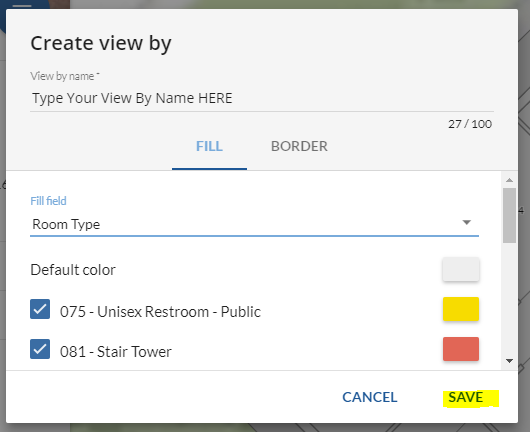 Create view by
View by name *
Type Your View By Name HERE
27 / 100
FILL BORDER
Fill field
Room Type
Default color
075 - Unisex Restroom - Public
081 - Stair Tower
CANCEL SAVE